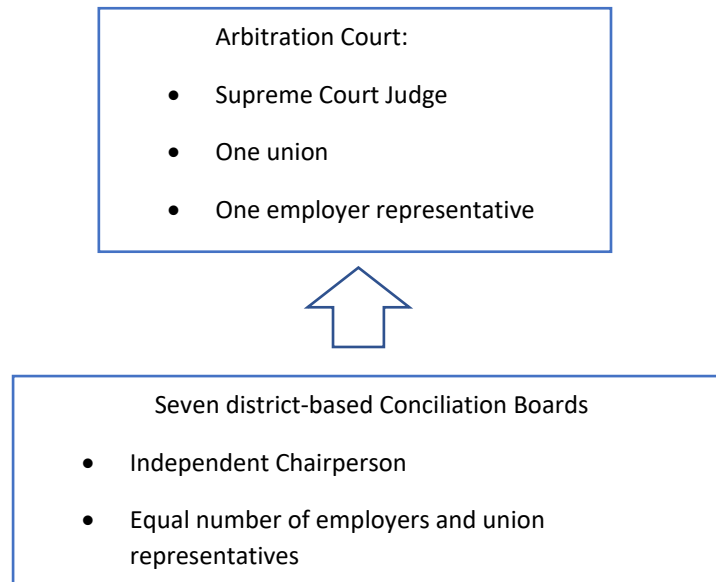 Arbitration Court:
• Supreme Court Judge
• One union
• One employer representative
Seven district-based Conciliation Boards
• Independent Chairperson
• Equal number of employers and union
representatives